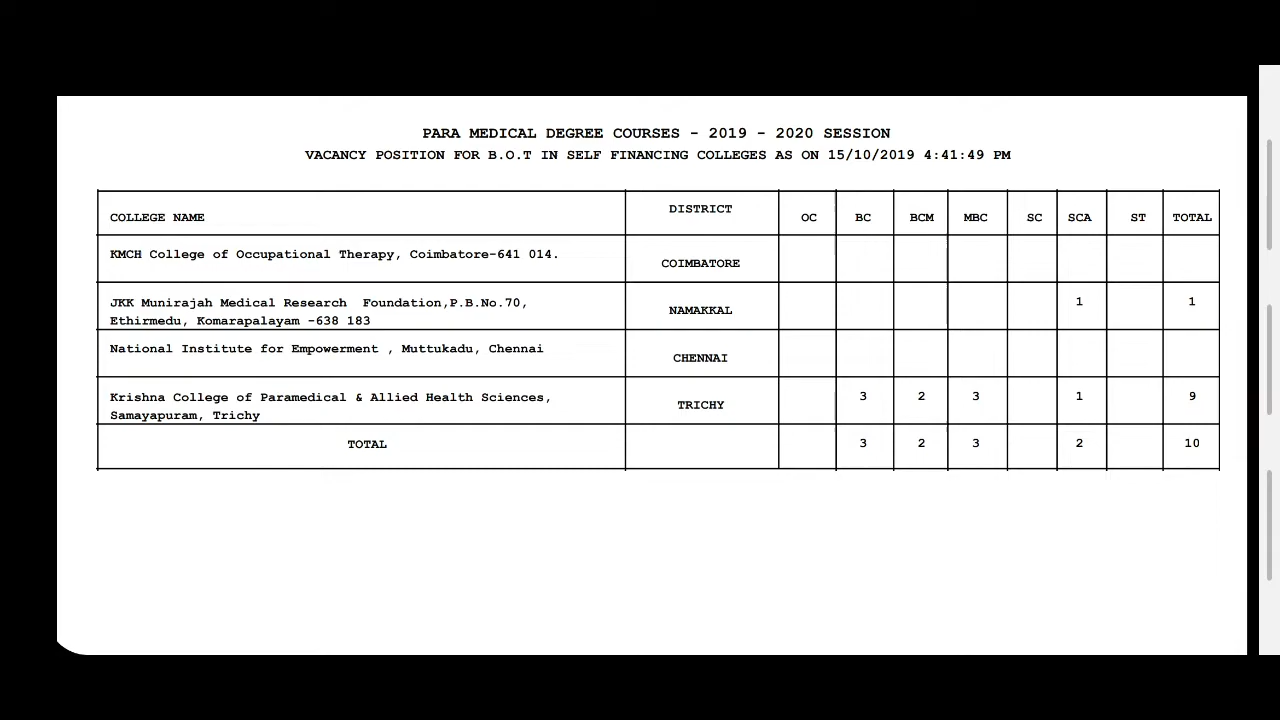 PARA MEDICAL DEGREE COURSES - 2019 - 2020 SESSION
VACANCY POSITION FOR B.O.T IN SELF FINANCING COLLEGES AS ON 15/10/2019 4:41:49 PM
COLLEGE NAME DISTRICT OC BC BCM MBC SC SCA ST TOTAL
KMCH College of Occupational Therapy, Coimbatore-641 014. COIMBATORE
JKK Munirajah Medical Research Foundation,P.B.No.70,
Ethirmedu, Komarapalayam -638 183 NAMAKKAL 1 1
National Institute for Empowerment , Muttukadu, Chennai CHENNAI
Krishna College of Paramedical & Allied Health Sciences,
Samayapuram, Trichy TRICHY 3 2 3 1 9
TOTAL 3 2 3 2 10